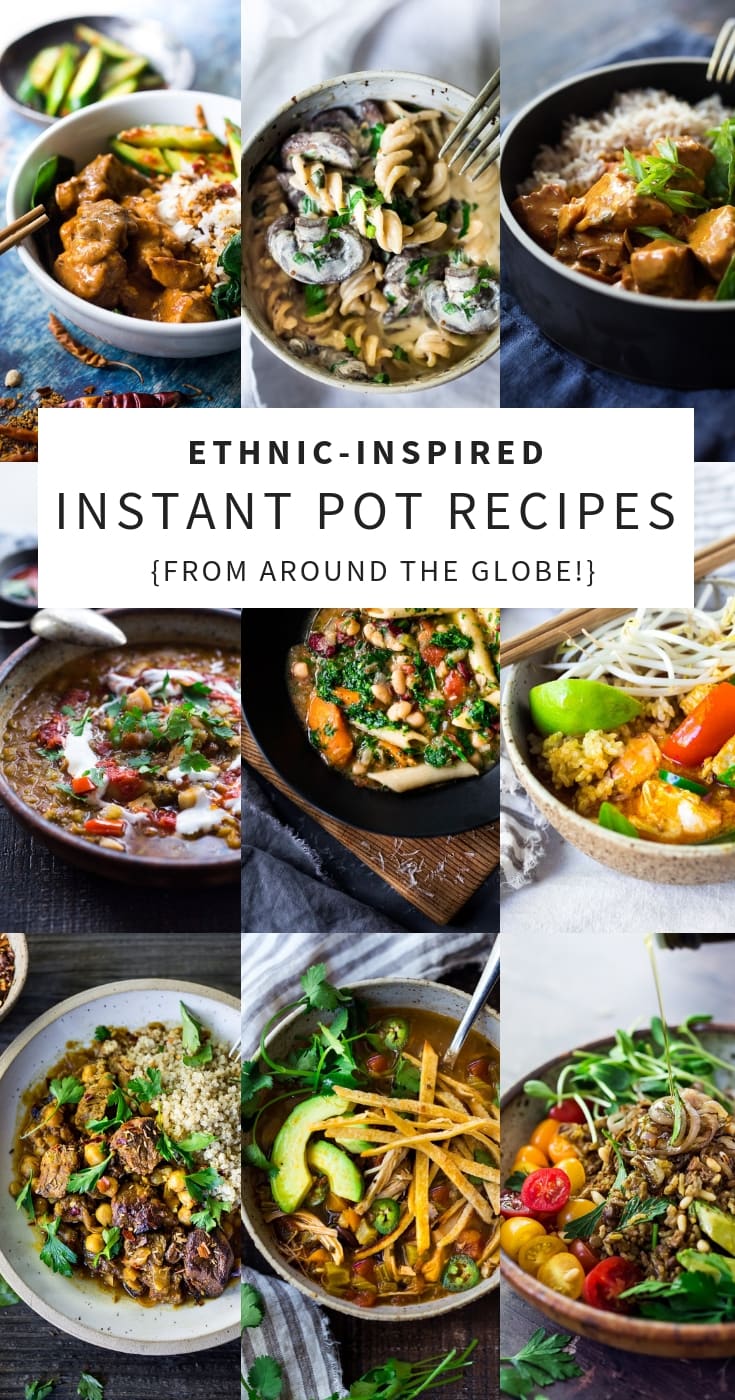 ETHNIC-INSPIRED
INSTANT POT RECIPES
{FROM AROUND THE GLOBE!}